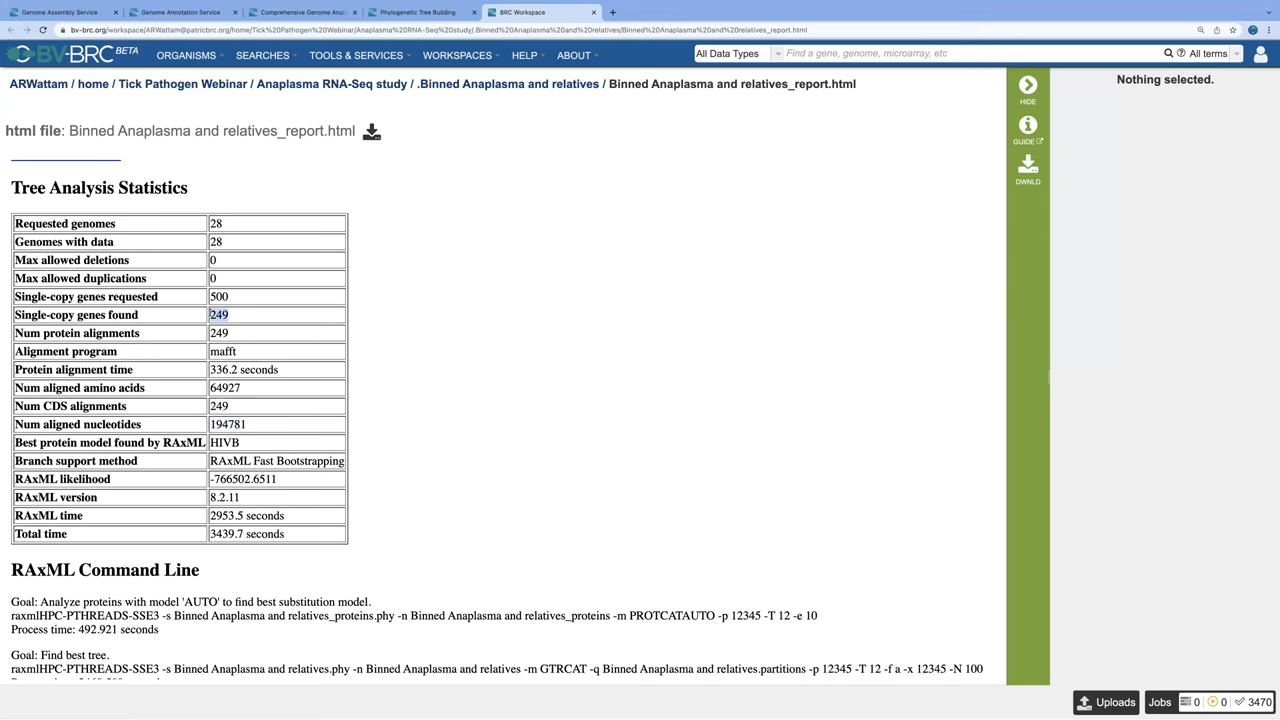 Genome Assembly Service
Genome Annotation Service
Comprehensive Genome Anal
Phylogenetic Tree Building
BRC Workspace
bv-brc.org/workspace/ARWattam@patricbrc.org/home/Tick%20Pathogen%20Webinar/Anaplasma%20RNA-Seq%20study/.Binned%20Anaplasma%20and%20relatives/Binned%20Anaplasma%20and%20relatives_report.html
BV-BRC BETA
ORGANISMS
SEARCHES
TOOLS & SERVICES
WORKSPACES
HELP
ABOUT
All Data Types
Find a gene, genome, microarray, etc
All terms
ARWattam / home / Tick Pathogen Webinar / Anaplasma RNA-Seq study / .Binned Anaplasma and relatives / Binned Anaplasma and relatives_report.html
html file: Binned Anaplasma and relatives_report.html
HIDE
GUIDE
DWNLD
Nothing selected.
Tree Analysis Statistics
Requested genomes 28
Genomes with data 28
Max allowed deletions 0
Max allowed duplications 0
Single-copy genes requested 500
Single-copy genes found 249
Num protein alignments 249
Alignment program mafft
Protein alignment time 336.2 seconds
Num aligned amino acids 64927
Num CDS alignments 249
Num aligned nucleotides 194781
Best protein model found by RAxML HIVB
Branch support method RAxML Fast Bootstrapping
RAxML likelihood -766502.6511
RAxML version 8.2.11
RAxML time 2953.5 seconds
Total time 3439.7 seconds
RAxML Command Line
Goal: Analyze proteins with model 'AUTO' to find best substitution model.
raxmlHPC-PTHREADS-SSE3 -s Binned Anaplasma and relatives_proteins.phy -n Binned Anaplasma and relatives_proteins -m PROTCATAUTO -p 12345 -T 12 -e 10
Process time: 492.921 seconds
Goal: Find best tree.
raxmlHPC-PTHREADS-SSE3 -s Binned Anaplasma and relatives.phy -n Binned Anaplasma and relatives -m GTRCAT -q Binned Anaplasma and relatives.partitions -p 12345 -T 12 -f a -x 12345 -N 100
Uploads
Jobs
0
0
3470